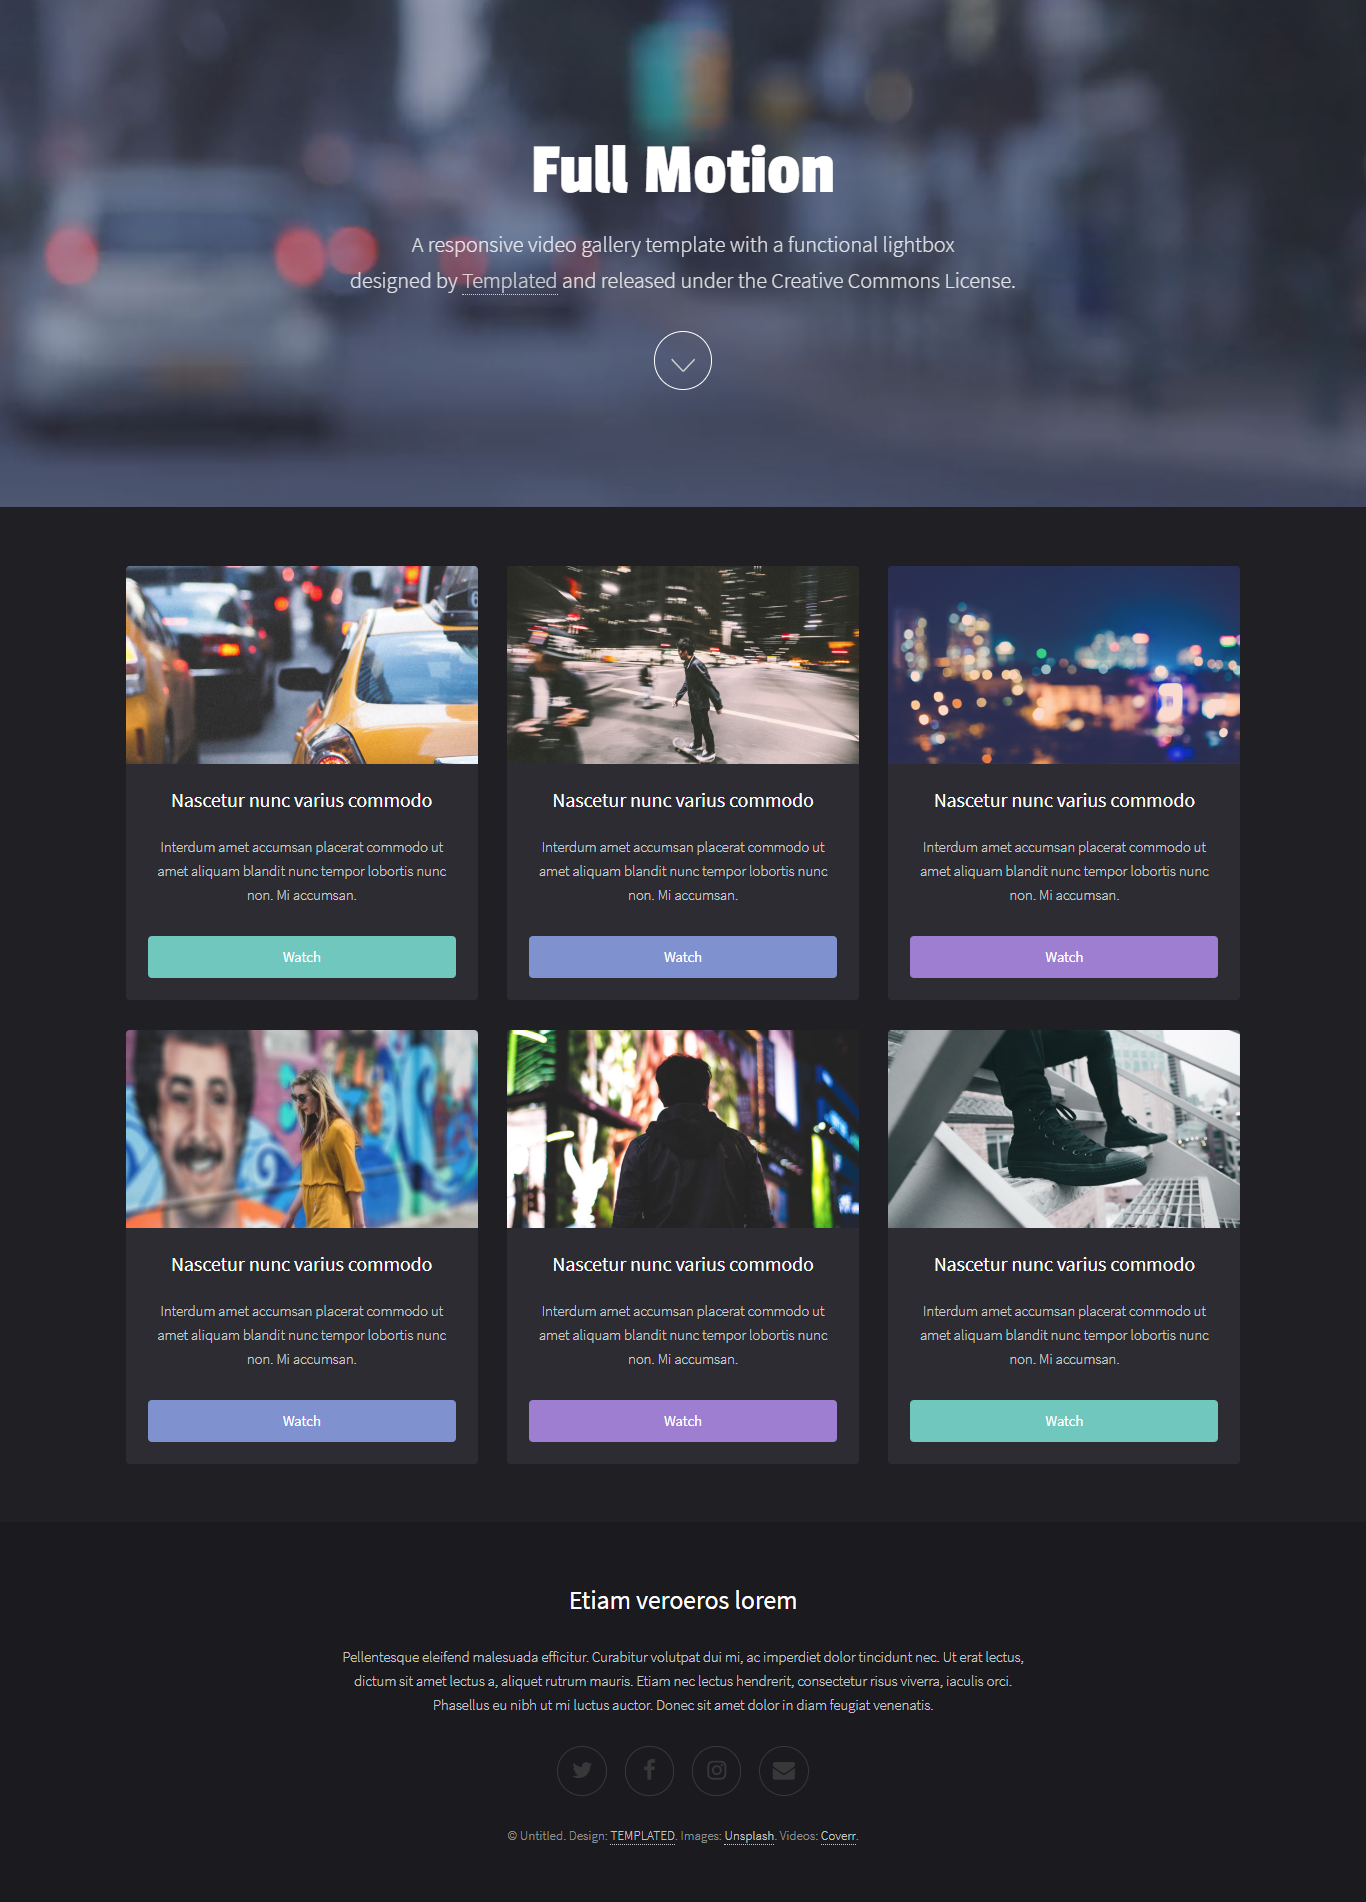 Full Motion
A responsive video gallery template with a functional lightbox
designed by Templated and released under the Creative Commons License.
Nascetur nunc varius commodo
Interdum amet accumsan placerat commodo ut
amet aliquam blandit nunc tempor lobortis nunc
non. Mi accumsan.
Watch
Nascetur nunc varius commodo
Interdum amet accumsan placerat commodo ut
amet aliquam blandit nunc tempor lobortis nunc
non. Mi accumsan.
Watch
Nascetur nunc varius commodo
Interdum amet accumsan placerat commodo ut
amet aliquam blandit nunc tempor lobortis nunc
non. Mi accumsan.
Watch
Nascetur nunc varius commodo
Interdum amet accumsan placerat commodo ut
amet aliquam blandit nunc tempor lobortis nunc
non. Mi accumsan.
Watch
Nascetur nunc varius commodo
Interdum amet accumsan placerat commodo ut
amet aliquam blandit nunc tempor lobortis nunc
non. Mi accumsan.
Watch
Nascetur nunc varius commodo
Interdum amet accumsan placerat commodo ut
amet aliquam blandit nunc tempor lobortis nunc
non. Mi accumsan.
Watch
Etiam veroeros lorem
Pellentesque eleifend malesuada efficitur. Curabitur volutpat dui mi, ac imperdiet dolor tincidunt nec. Ut erat lectus,
dictum sit amet lectus a, aliquet rutrum mauris. Etiam nec lectus hendrerit, consectetur risus viverra, iaculis orci.
Phasellus eu nibh ut mi luctus auctor. Donec sit amet dolor in diam feugiat venenatis.
© Untitled. Design: TEMPLATED. Images: Unsplash. Videos: Coverr.